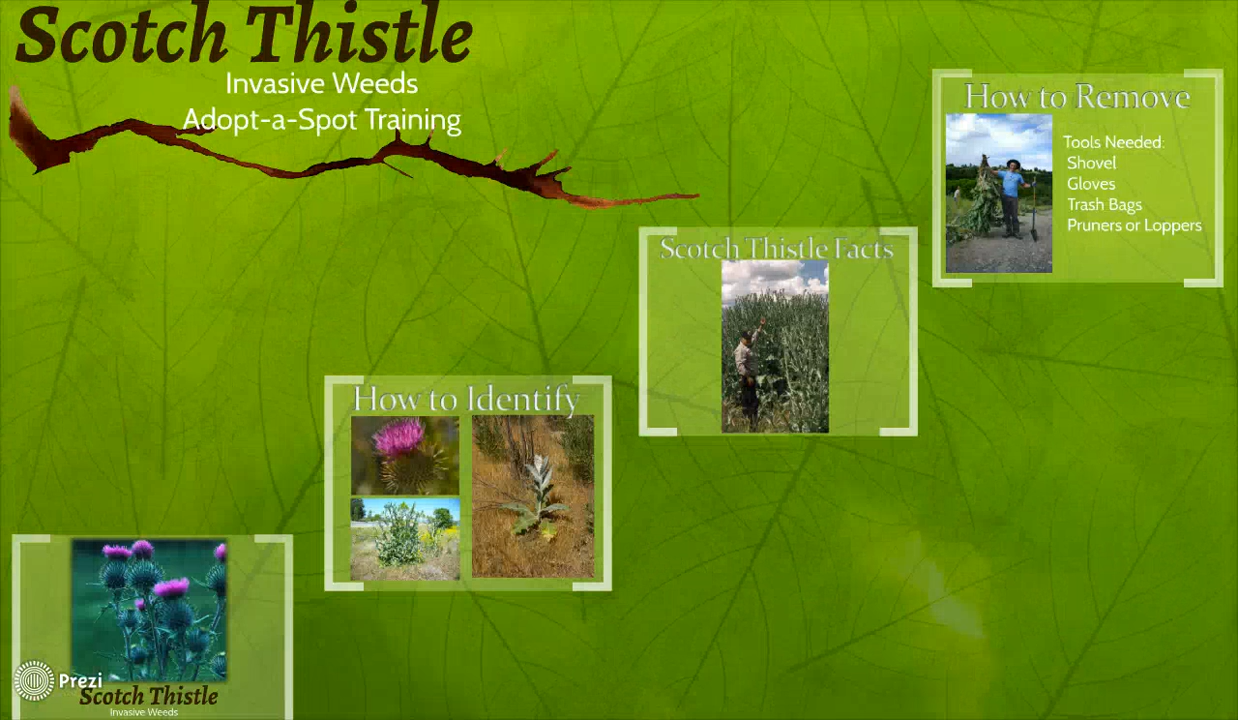 Scotch Thistle
Invasive Weeds
Adopt-a-Spot Training
How to Remove
Tools Needed:
Shovel
Gloves
Trash Bags
Pruners or Loppers
Scotch Thistle Facts
How to Identify
Prezi
Scotch Thistle
Invasive Weeds